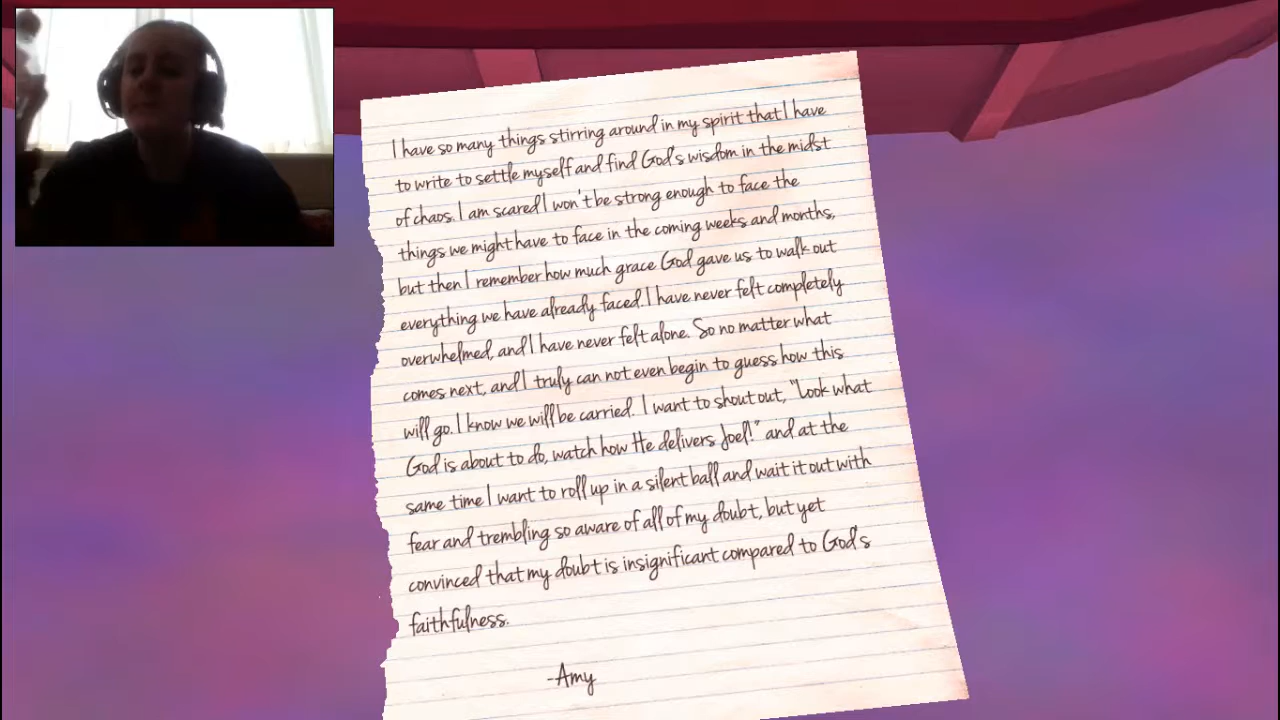 I have so many things stirring around in my spirit that I have
to write to settle myself and find God's wisdom in the midst
of chaos. I am scared I won't be strong enough to face the
things we might have to face in the coming weeks and months,
but then I remember how much grace God gave us to walk out
everything we have already faced. I have never felt completely
overwhelmed, and I have never felt alone. So no matter what
comes next, and I truly can not even begin to guess how this
will go. I know we will be carried. I want to shout out, "Look what
God is about to do, watch how He delivers Joel!" and at the
same time I want to roll up in a silent ball and wait it out with
fear and trembling so aware of all of my doubt, but yet
convinced that my doubt is insignificant compared to God's
faithfulness.
-Amy